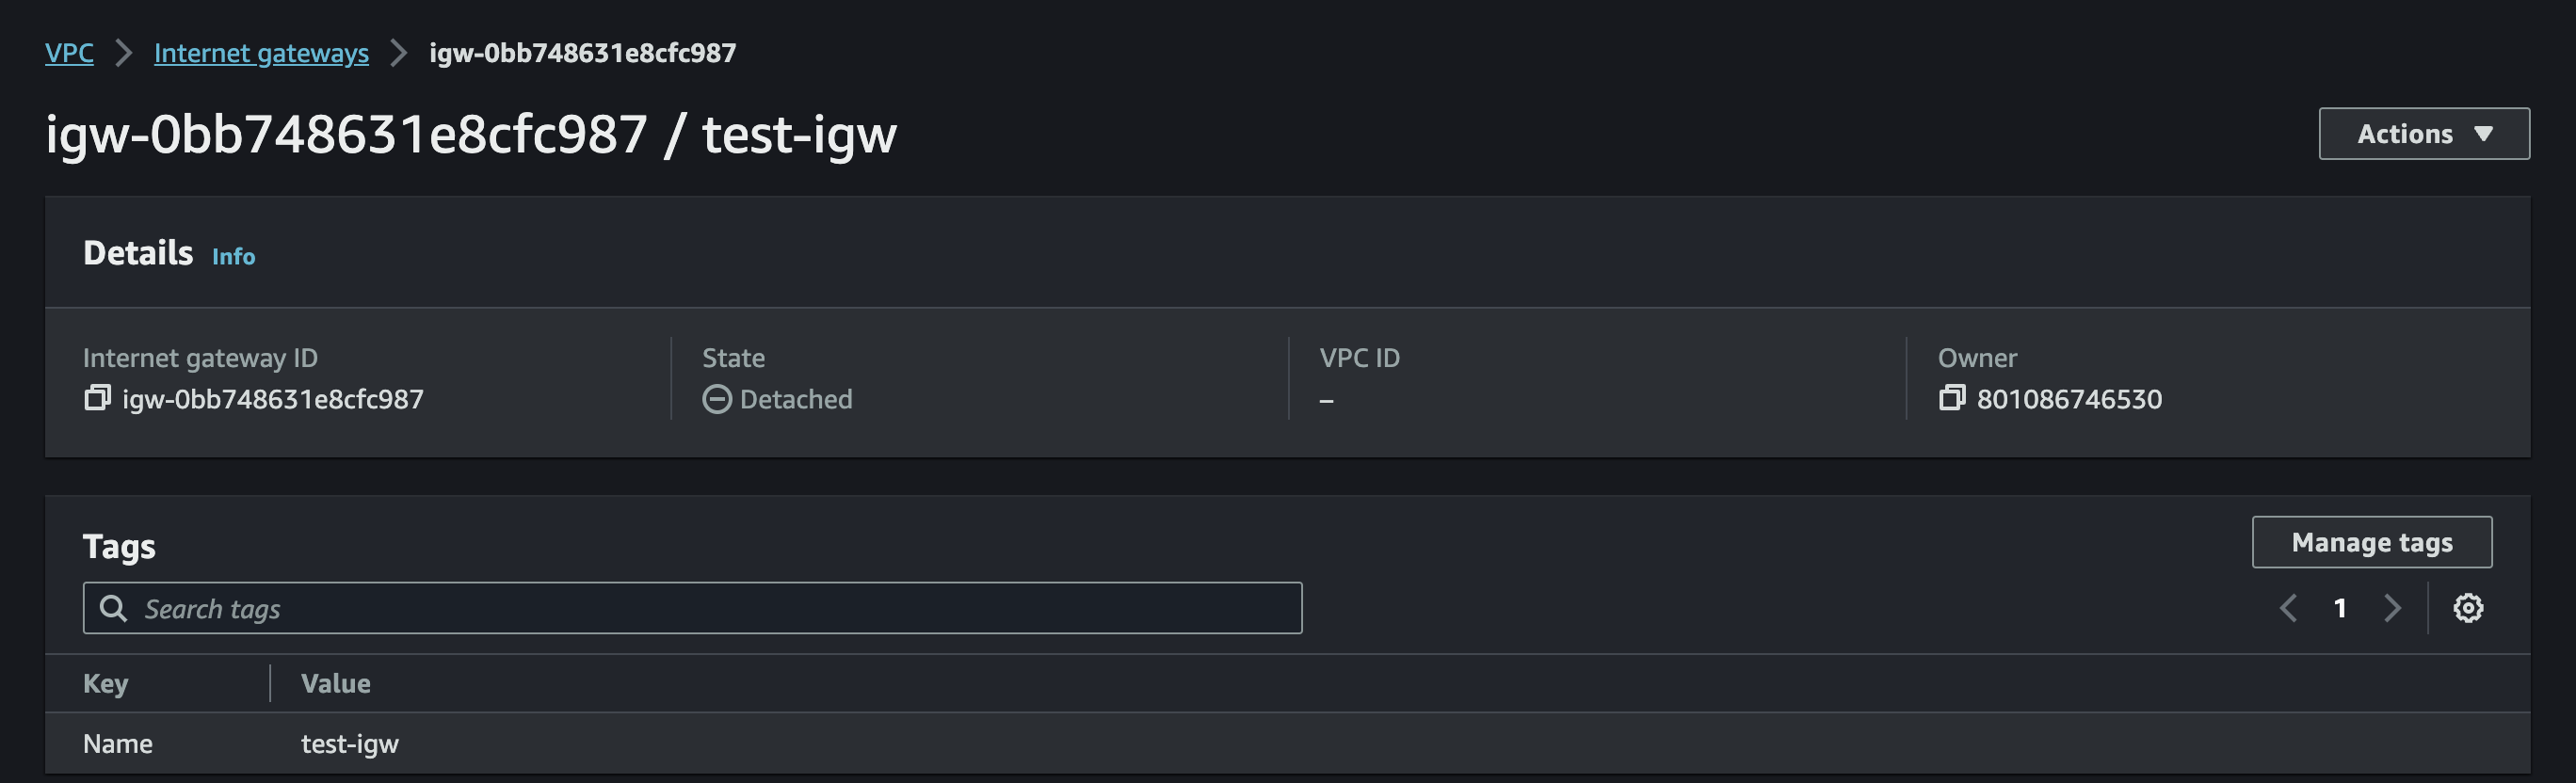 VPC > Internet gateways > igw-0bb748631e8cfc987
igw-0bb748631e8cfc987 / test-igw
Actions ▼
Details Info
Internet gateway ID
igw-0bb748631e8cfc987
State
Detached
VPC ID
–
Owner
801086746530
Tags
Manage tags
Search tags
1
Key Value
Name test-igw